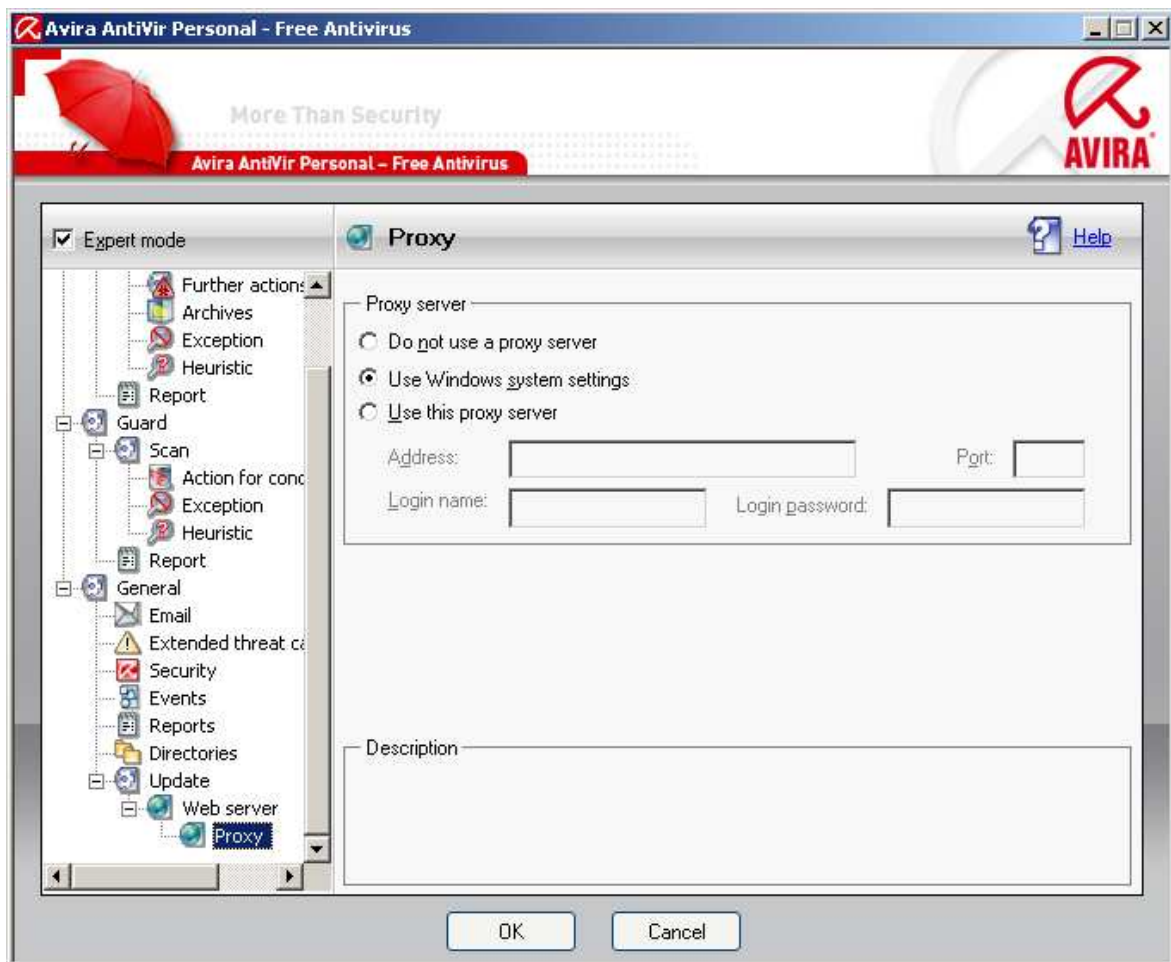 Avira AntiVir Personal - Free Antivirus
More Than Security
Avira AntiVir Personal – Free Antivirus
AVIRA
Expert mode
Proxy
Help
Further actions
Archives
Exception
Heuristic
Report
Guard
Scan
Action for conc
Exception
Heuristic
Report
General
Email
Extended threat ca
Security
Events
Reports
Directories
Update
Web server
Proxy
Proxy server
Do not use a proxy server
Use Windows system settings
Use this proxy server
Address:
Port:
Login name:
Login password:
Description
OK
Cancel